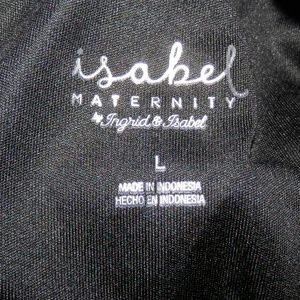 isabel
MATERNITY
by Ingrid & Isabel
L
MADE IN INDONESIA
HECHO EN INDONESIA